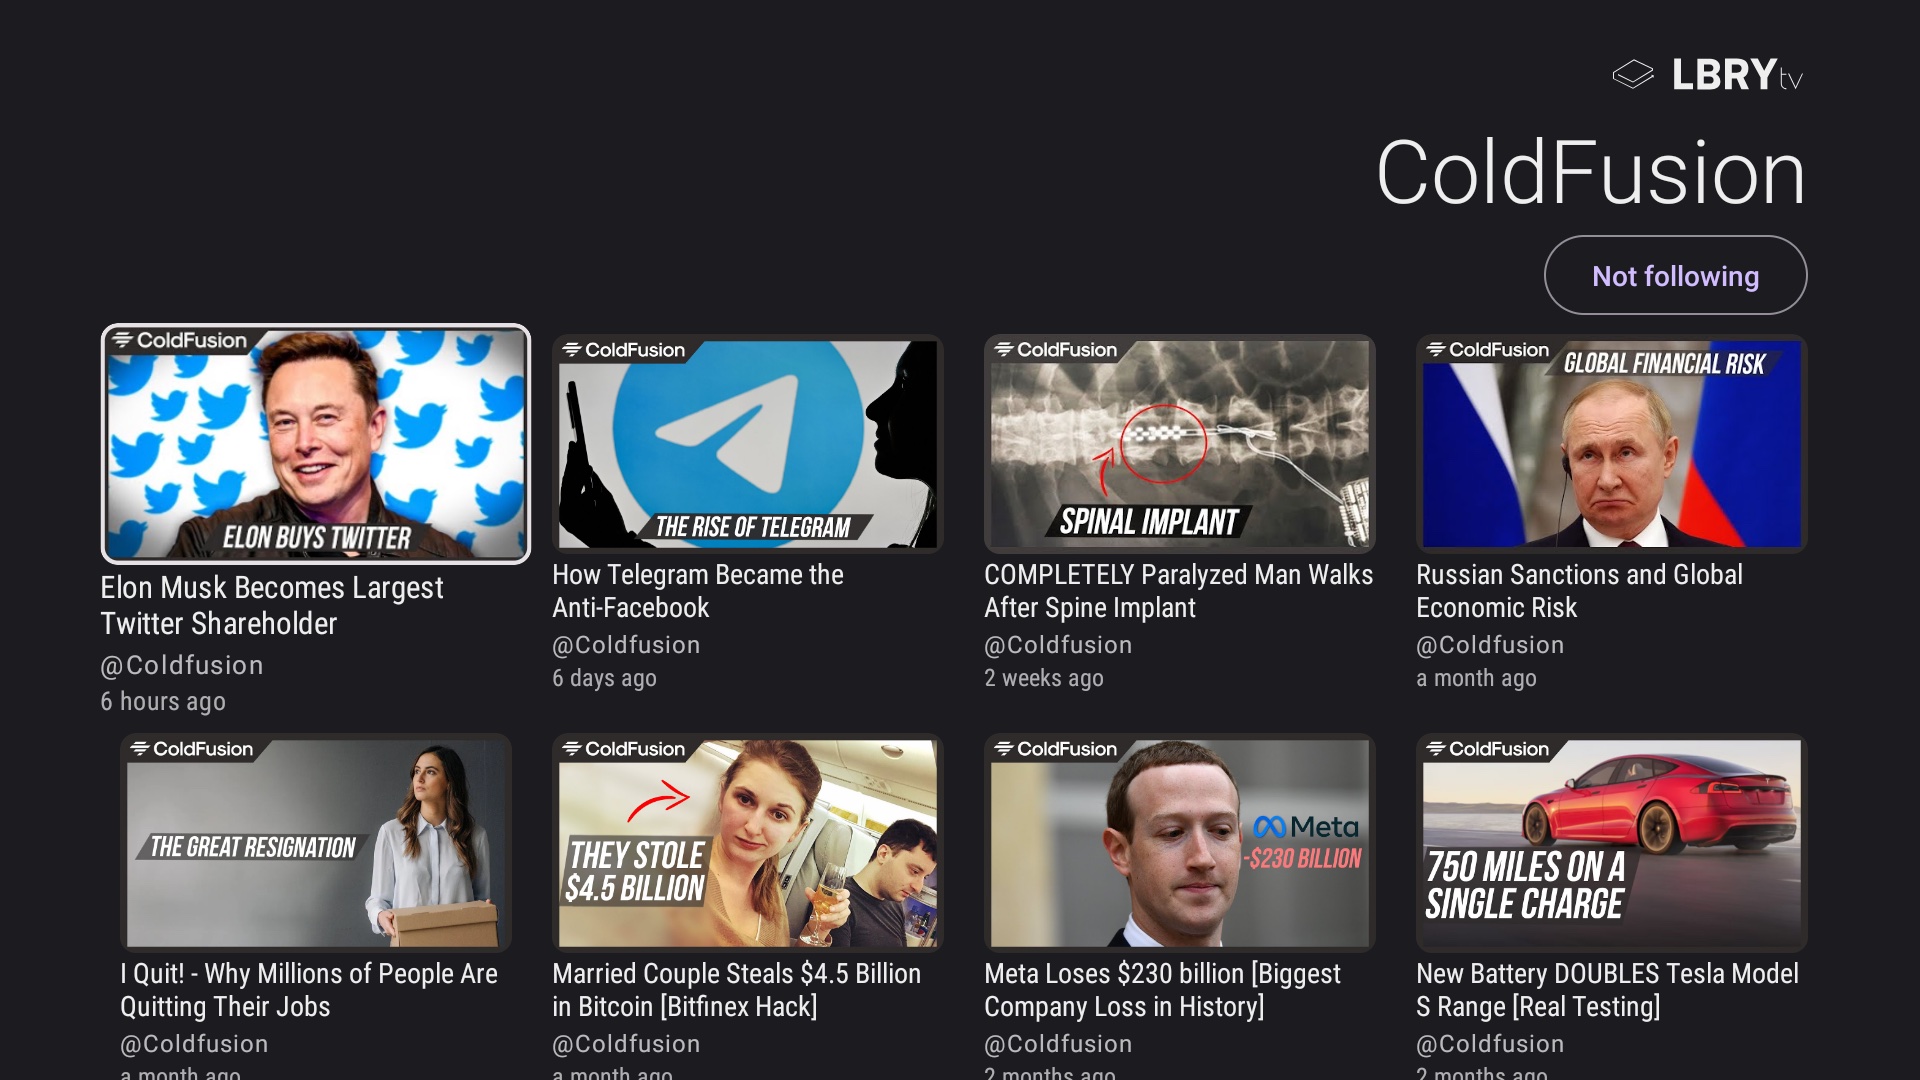 LBRYtv
ColdFusion
Not following
ColdFusion
ELON BUYS TWITTER
Elon Musk Becomes Largest
Twitter Shareholder
@Coldfusion
6 hours ago
ColdFusion
THE RISE OF TELEGRAM
How Telegram Became the
Anti-Facebook
@Coldfusion
6 days ago
ColdFusion
SPINAL IMPLANT
COMPLETELY Paralyzed Man Walks
After Spine Implant
@Coldfusion
2 weeks ago
ColdFusion
GLOBAL FINANCIAL RISK
Russian Sanctions and Global
Economic Risk
@Coldfusion
a month ago
ColdFusion
THE GREAT RESIGNATION
I Quit! - Why Millions of People Are
Quitting Their Jobs
@Coldfusion
a month ago
ColdFusion
THEY STOLE
$4.5 BILLION
Married Couple Steals $4.5 Billion
in Bitcoin [Bitfinex Hack]
@Coldfusion
a month ago
ColdFusion
Meta
-$230 BILLION
Meta Loses $230 billion [Biggest
Company Loss in History]
@Coldfusion
2 months ago
ColdFusion
750 MILES ON A
SINGLE CHARGE
New Battery DOUBLES Tesla Model
S Range [Real Testing]
@Coldfusion
2 months ago